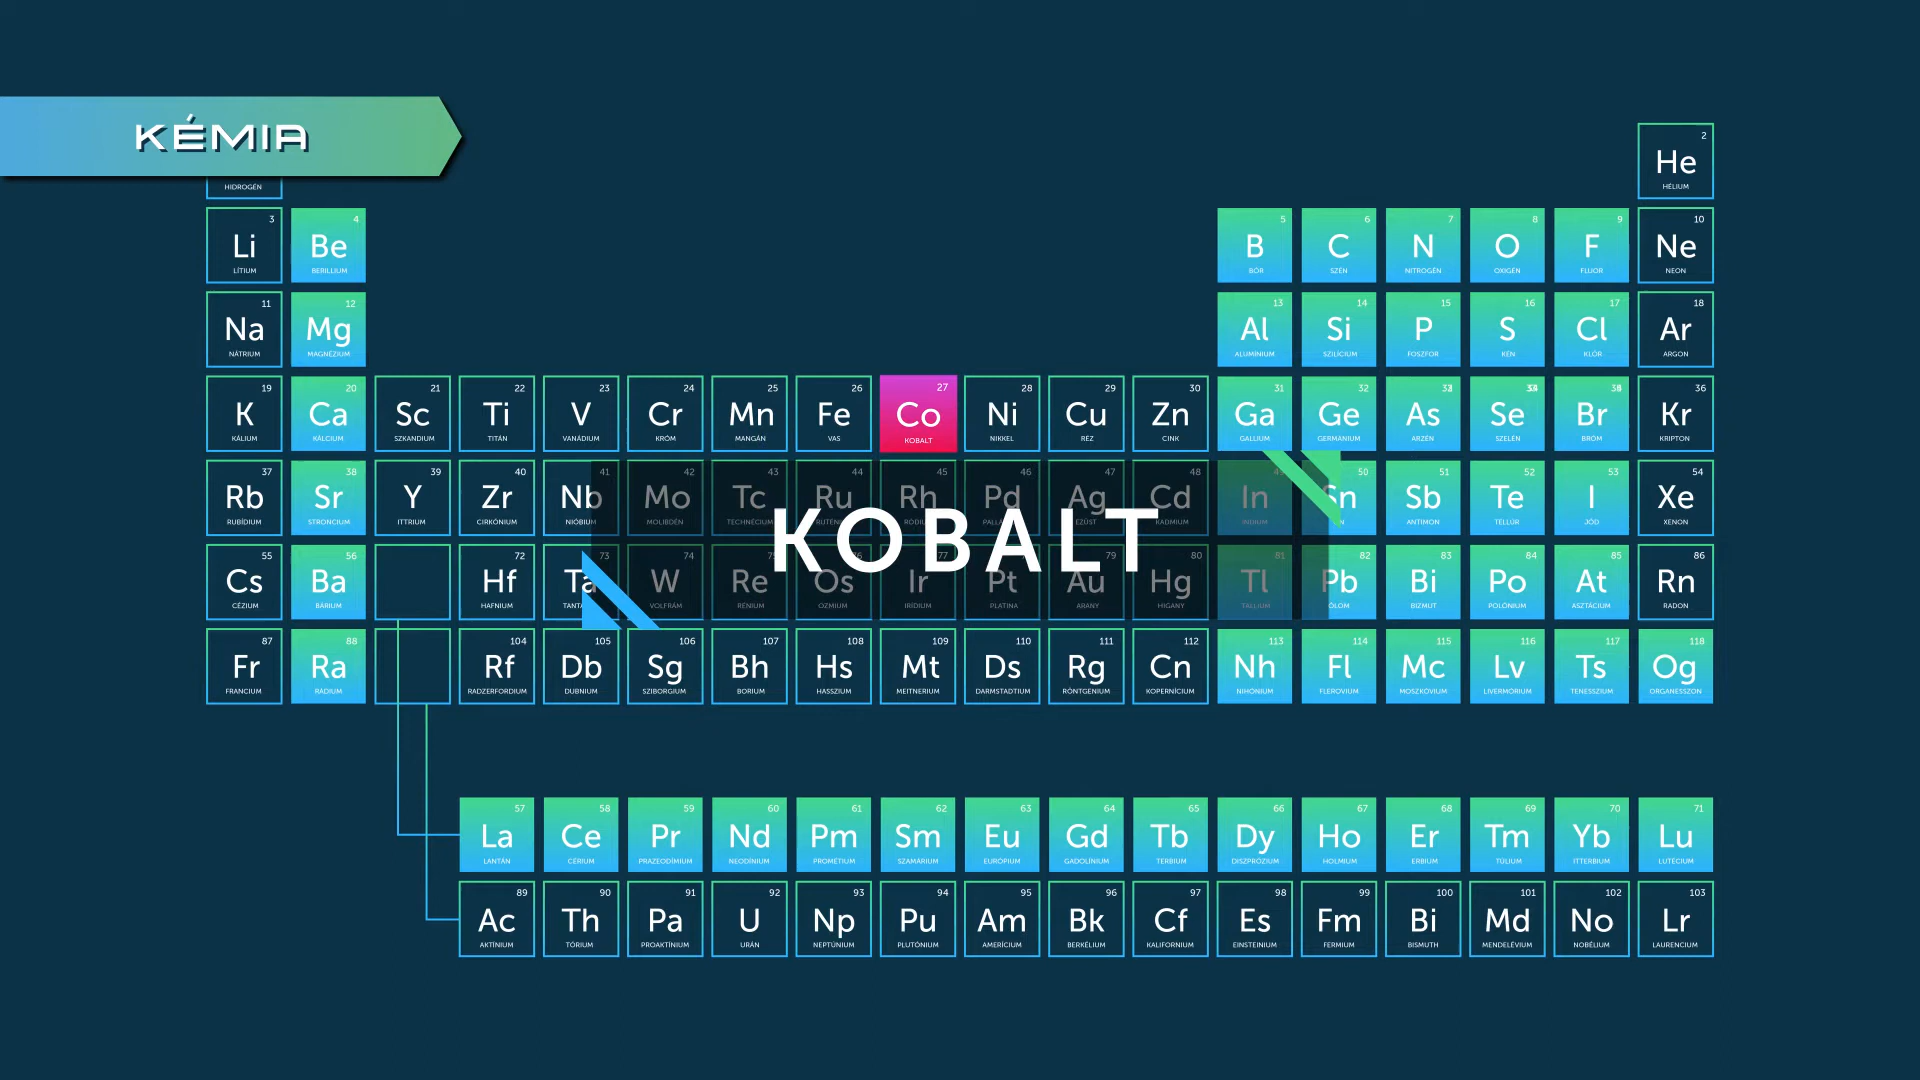 KÉMIA
2
He
HÉLIUM
HIDROGÉN
3 4 5 6 7 8 9 10
Li Be B C N O F Ne
LÍTIUM BERILLIUM BÓR SZÉN NITROGÉN OXIGÉN FLUOR NEON
11 12 13 14 15 16 17 18
Na Mg Al Si P S Cl Ar
NÁTRIUM MAGNÉZIUM ALUMÍNIUM SZILÍCIUM FOSZFOR KÉN KLÓR ARGON
19 20 21 22 23 24 25 26 27 28 29 30 31 32 36
K Ca Sc Ti V Cr Mn Fe Co Ni Cu Zn Ga Ge As Se Br Kr
KÁLIUM KALCIUM SZKANDIUM TITÁN VANÁDIUM KRÓM MANGÁN VAS KOBALT NIKKEL RÉZ CINK GALLIUM GERMÁNIUM ARZÉN SZELÉN BRÓM KRIPTON
37 38 39 40 41 42 43 44 45 46 47 48 49 50 51 52 53 54
Rb Sr Y Zr Nb Mo Tc Ru Rh Pd Ag Cd In Sn Sb Te I Xe
RUBÍDIUM STRONCIUM ITTRIUM CIRKÓNIUM NIÓBIUM MOLIBDÉN TECHNÉCIUM EZÜST KADMIUM INDIUM ANTIMON TELLÚR JÓD XENON
KOBALT
55 56 72 73 74 77 79 80 81 82 83 84 85 86
Cs Ba Hf Ta W Re Os Ir Pt Au Hg Tl Pb Bi Po At Rn
CÉZIUM BÁRIUM HAFNIUM VOLFRÁM RÉNIUM OZMIUM IRÍDIUM PLATINA ARANY HIGANY TALLIUM ÓLOM BIZMUT POLÓNIUM ASZTÁCIUM RADON
87 88 104 105 106 107 108 109 110 111 112 113 114 115 116 117 118
Fr Ra Rf Db Sg Bh Hs Mt Ds Rg Cn Nh Fl Mc Lv Ts Og
FRANCIUM RÁDIUM RADZERFORDIUM DUBNIUM SZIBORGIUM BORIUM HASSZIUM MEITNERIUM DARMSTADTIUM RÖNTGENIUM KOPERNÍCIUM NIHÓNIUM FLEROVIUM MOSZKÓVIUM LIVERMÓRIUM TENESSZIUM ORGANESSZON
57 58 59 60 61 62 63 64 65 66 67 68 69 70 71
La Ce Pr Nd Pm Sm Eu Gd Tb Dy Ho Er Tm Yb Lu
LANTÁN CÉRIUM PRAZEODÍMIUM NEODÍNIUM PROMÉTIUM SZAMÁRIUM EURÓPIUM GADOLÍNIUM TERBIUM DISZPRÓZIUM HOLMIUM ERBIUM TÚLIUM ITTERBIUM LUTÉCIUM
89 90 91 92 93 94 95 96 97 98 99 100 101 102 103
Ac Th Pa U Np Pu Am Bk Cf Es Fm Bi Md No Lr
AKTÍNIUM TÓRIUM PROAKTÍNIUM URÁN NEPTÚNIUM PLUTÓNIUM AMERÍCIUM BERKÉLIUM KALIFORNIUM EINSTEINIUM FERMIUM BISMUTH MENDELÉVIUM NOBÉLIUM LAURENCIUM